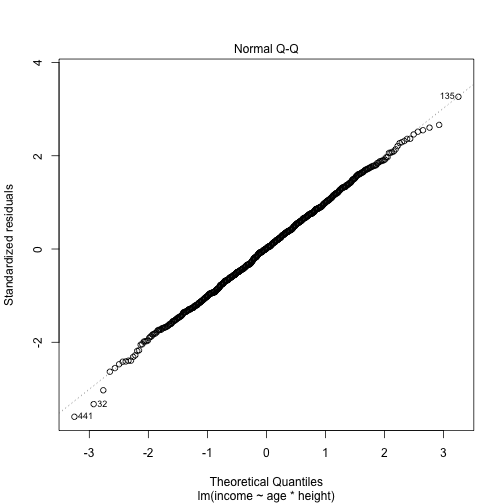 Normal Q-Q
4
2
0
-2
Standardized residuals
135
32
441
-3 -2 -1 0 1 2 3
Theoretical Quantiles
lm(income ~ age * height)